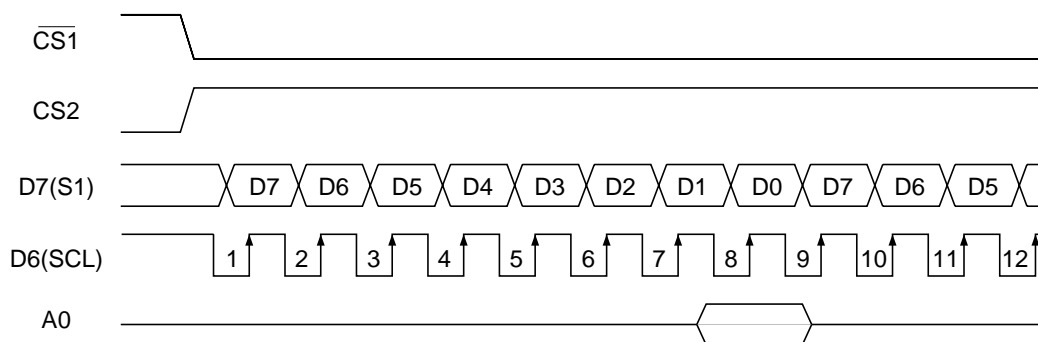 CS1
CS2
D7(S1) D7 D6 D5 D4 D3 D2 D1 D0 D7 D6 D5
D6(SCL) 1 2 3 4 5 6 7 8 9 10 11 12
A0